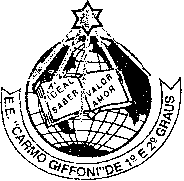 IDEAL
SABER
VALOR
AMOR
E.E. "CARMO GIFFONI" DE 1º E 2º GRAUS